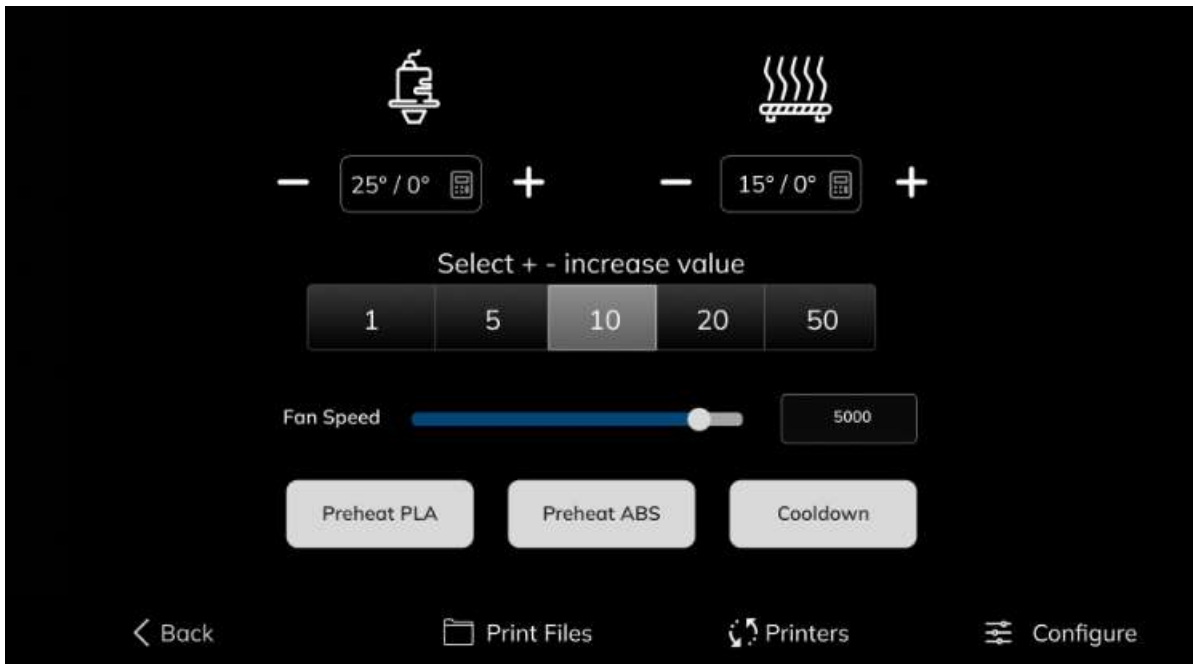 − 25° / 0° + − 15° / 0° +
Select + - increase value
1 5 10 20 50
Fan Speed 5000
Preheat PLA Preheat ABS Cooldown
Back Print Files Printers Configure